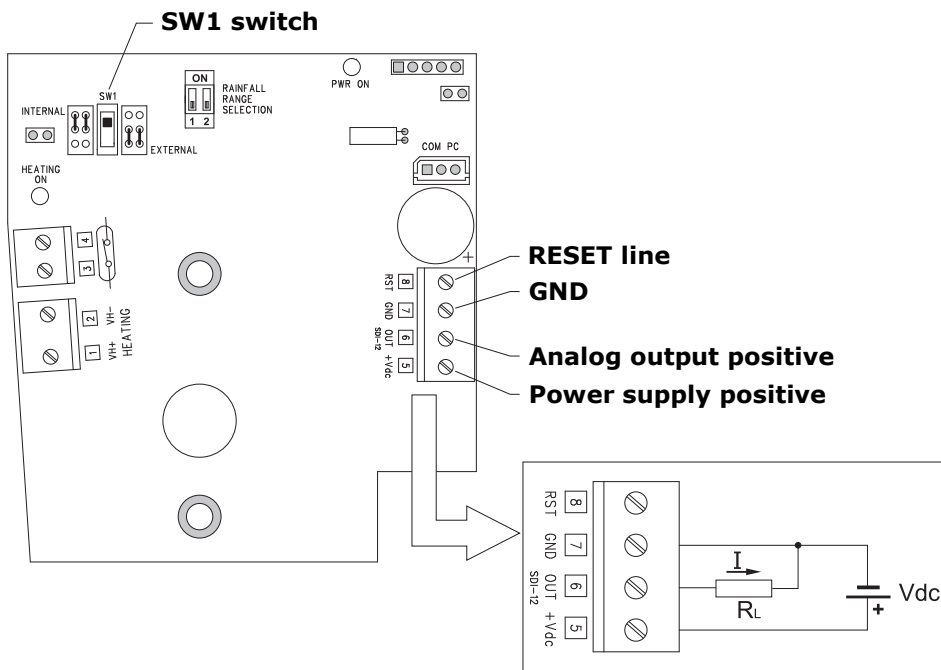 SW1 switch
ON
RAINFALL
RANGE
SELECTION
1 2
PWR ON
SW1
INTERNAL
EXTERNAL
COM PC
HEATING
ON
4
3
2 VH-
1 VH+
HEATING
+
RST 8
GND 7
OUT 6
SDI-12
+Vdc 5
RESET line
GND
Analog output positive
Power supply positive
RST 8
GND 7
OUT 6
SDI-12
+Vdc 5
I
RL
Vdc
+